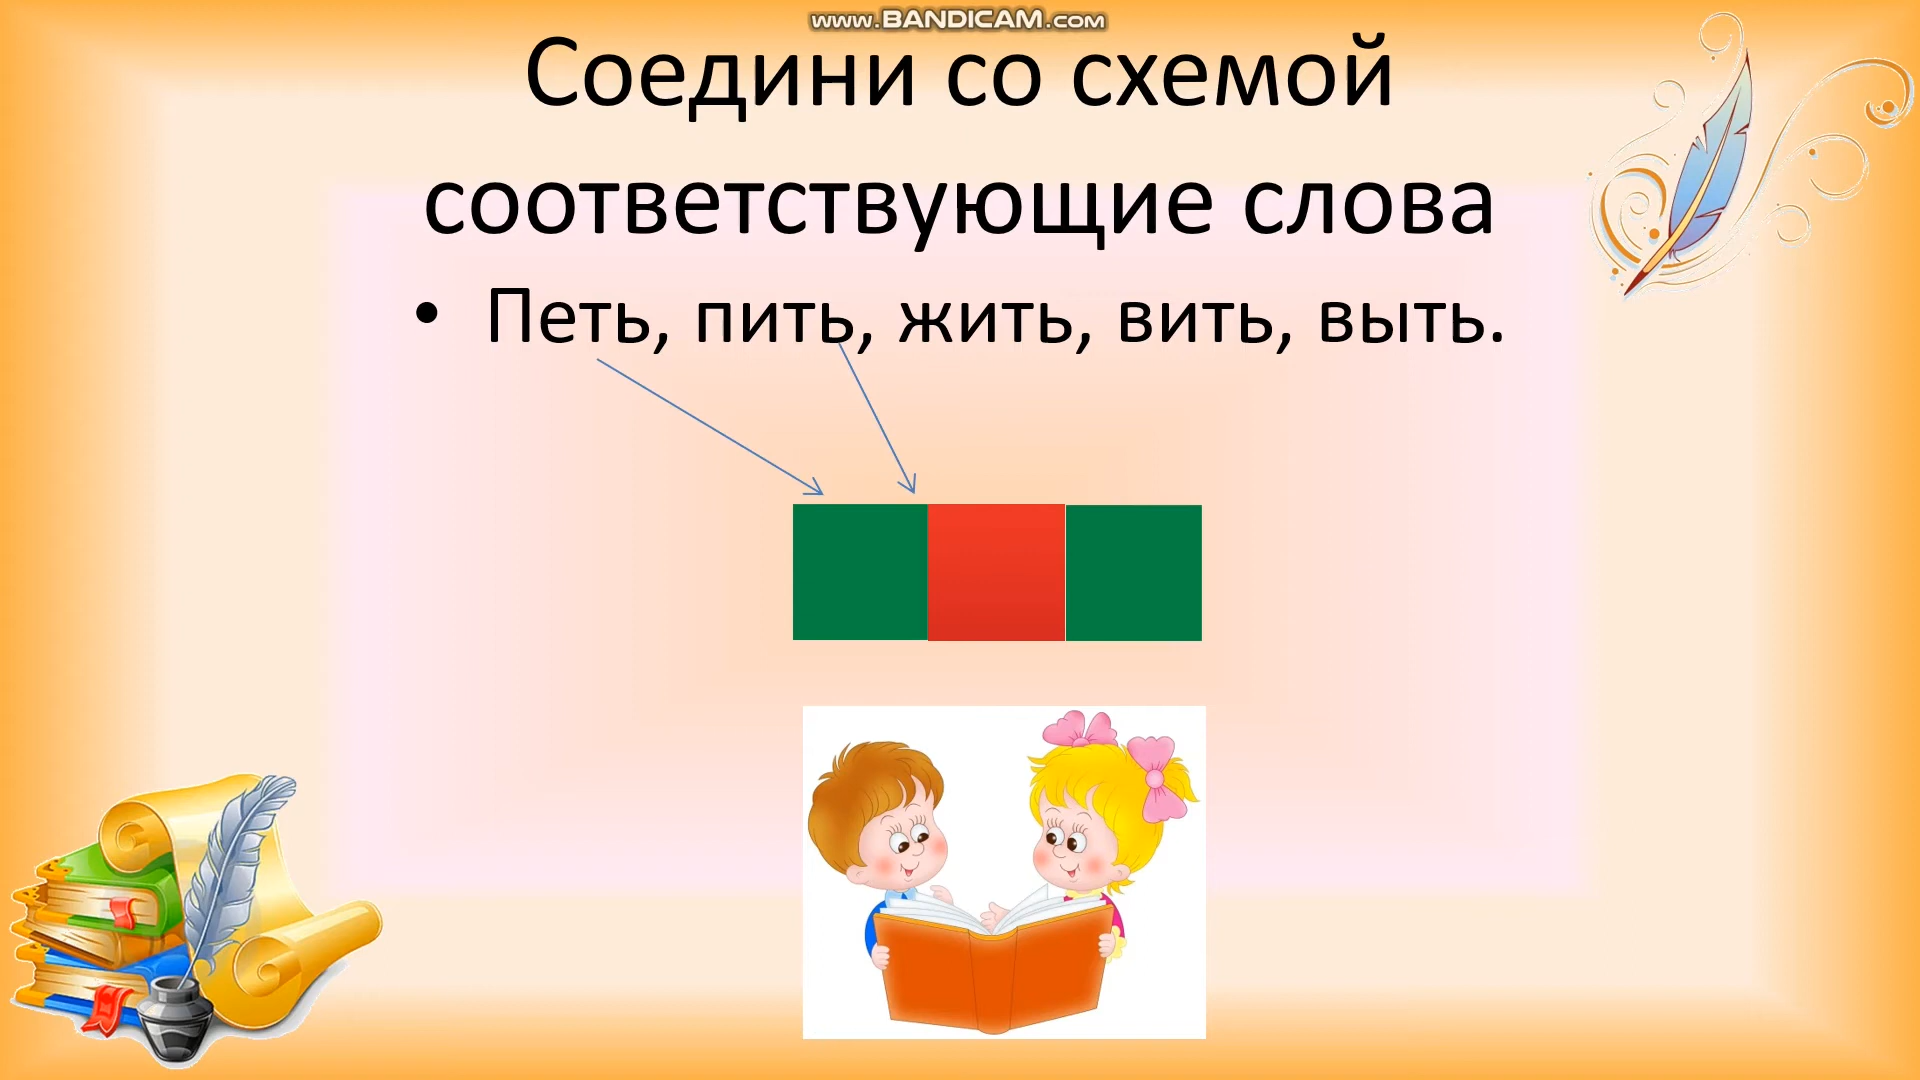 www.BANDICAM.com
Соедини со схемой
соответствующие слова
• Петь, пить, жить, вить, выть.